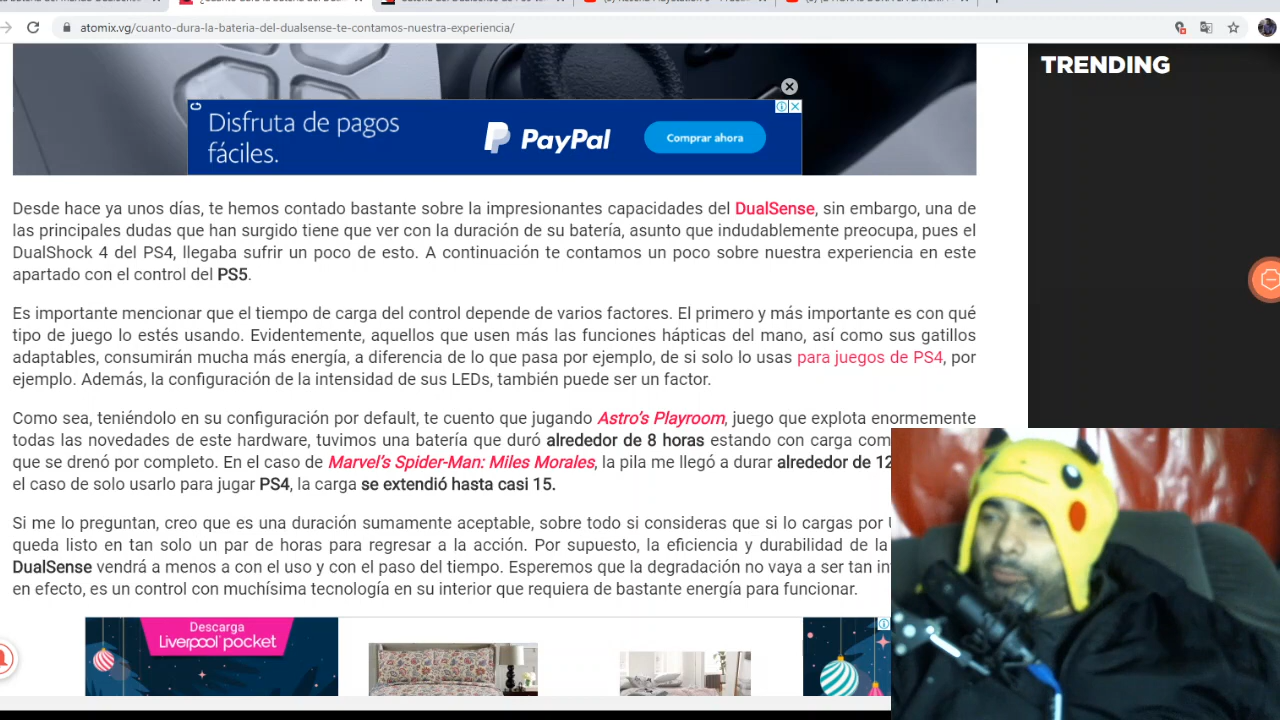 atomix.vg/cuanto-dura-la-bateria-del-dualsense-te-contamos-nuestra-experiencia/
TRENDING
Disfruta de pagos
fáciles.
PayPal
Comprar ahora
Desde hace ya unos días, te hemos contado bastante sobre la impresionantes capacidades del DualSense, sin embargo, una de
las principales dudas que han surgido tiene que ver con la duración de su batería, asunto que indudablemente preocupa, pues el
DualShock 4 del PS4, llegaba sufrir un poco de esto. A continuación te contamos un poco sobre nuestra experiencia en este
apartado con el control del PS5.
Es importante mencionar que el tiempo de carga del control depende de varios factores. El primero y más importante es con qué
tipo de juego lo estés usando. Evidentemente, aquellos que usen más las funciones hápticas del mano, así como sus gatillos
adaptables, consumirán mucha más energía, a diferencia de lo que pasa por ejemplo, de si solo lo usas para juegos de PS4, por
ejemplo. Además, la configuración de la intensidad de sus LEDs, también puede ser un factor.
Como sea, teniéndolo en su configuración por default, te cuento que jugando Astro's Playroom, juego que explota enormemente
todas las novedades de este hardware, tuvimos una batería que duró alrededor de 8 horas estando con carga com
que se drenó por completo. En el caso de Marvel's Spider-Man: Miles Morales, la pila me llegó a durar alrededor de 12
el caso de solo usarlo para jugar PS4, la carga se extendió hasta casi 15.
Si me lo preguntan, creo que es una duración sumamente aceptable, sobre todo si consideras que si lo cargas por
queda listo en tan solo un par de horas para regresar a la acción. Por supuesto, la eficiencia y durabilidad de la
DualSense vendrá a menos a con el uso y con el paso del tiempo. Esperemos que la degradación no vaya a ser tan
en efecto, es un control con muchísima tecnología en su interior que requiera de bastante energía para funcionar.
Descarga
Liverpool pocket